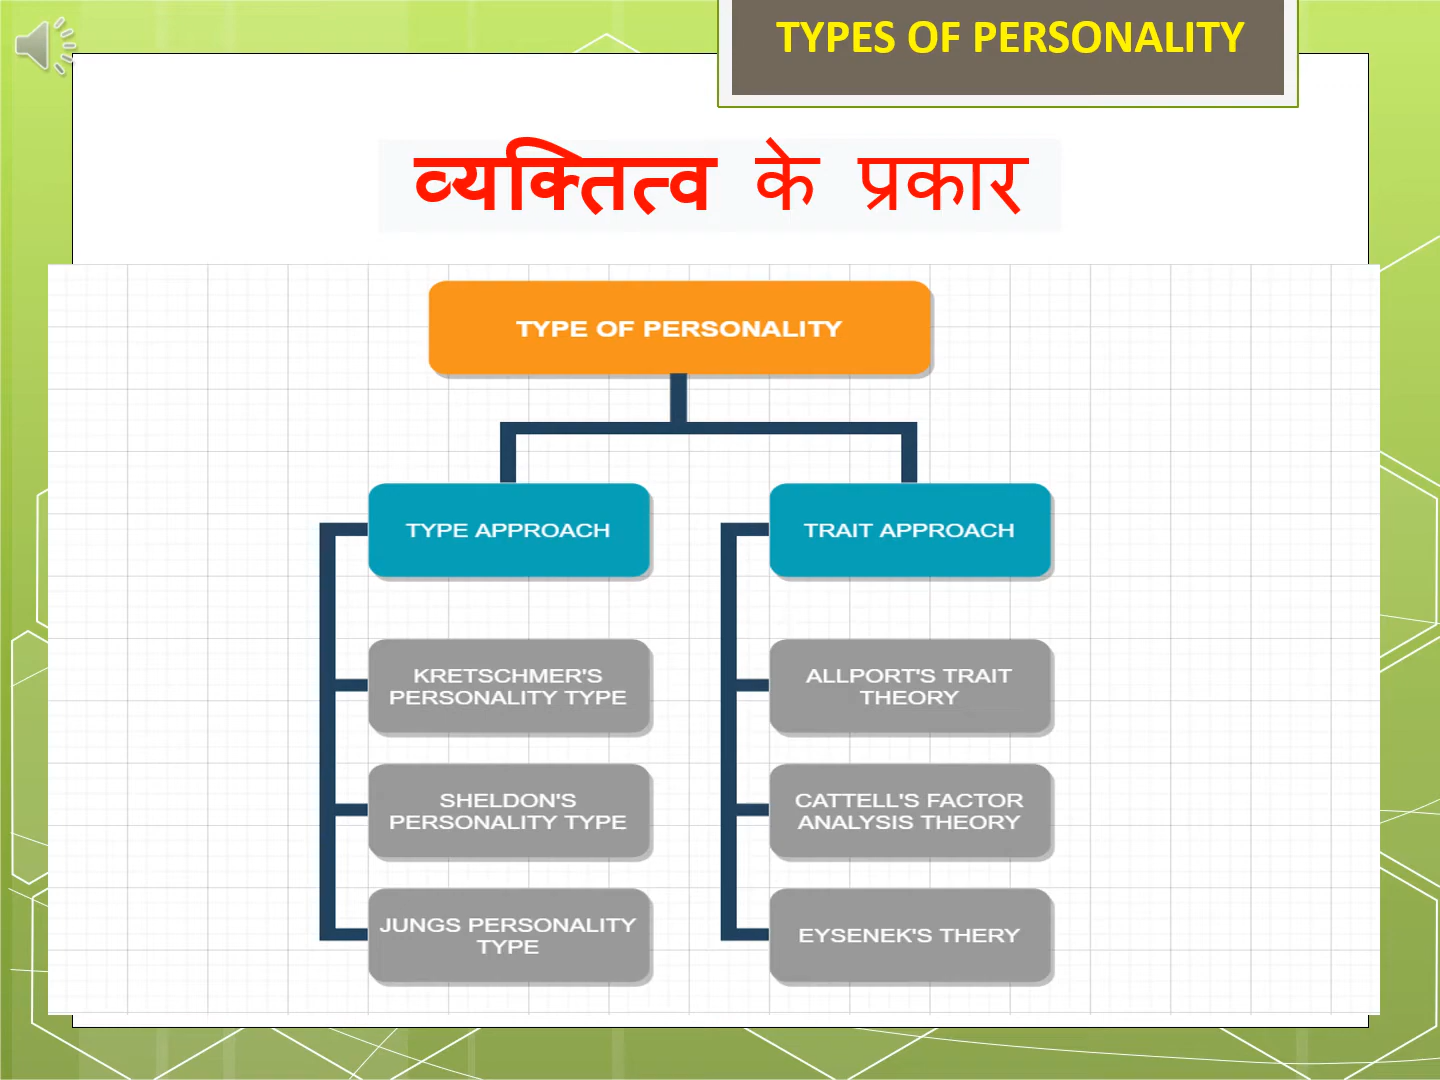 TYPES OF PERSONALITY
व्यक्तित्व के प्रकार
TYPE OF PERSONALITY
TYPE APPROACH
TRAIT APPROACH
KRETSCHMER'S
PERSONALITY TYPE
ALLPORT'S TRAIT
THEORY
SHELDON'S
PERSONALITY TYPE
CATTELL'S FACTOR
ANALYSIS THEORY
JUNGS PERSONALITY
TYPE
EYSENEK'S THERY